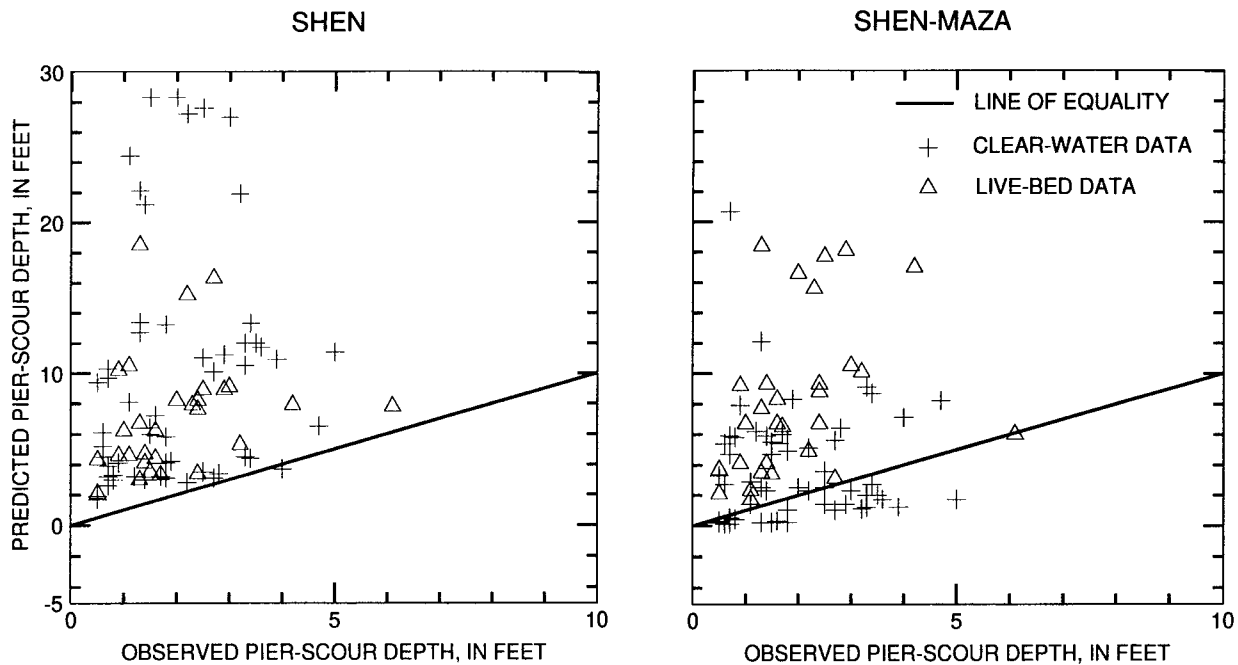 SHEN
SHEN-MAZA
PREDICTED PIER-SCOUR DEPTH, IN FEET
30
20
10
0
-5
0
5
10
OBSERVED PIER-SCOUR DEPTH, IN FEET
LINE OF EQUALITY
CLEAR-WATER DATA
LIVE-BED DATA
0
5
10
OBSERVED PIER-SCOUR DEPTH, IN FEET